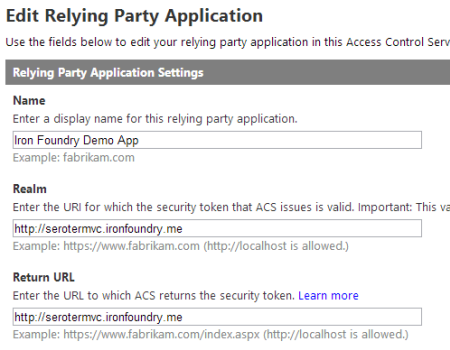 Edit Relying Party Application
Use the fields below to edit your relying party application in this Access Control Serv
Relying Party Application Settings
Name
Enter a display name for this relying party application.
Iron Foundry Demo App
Example: fabrikam.com
Realm
Enter the URI for which the security token that ACS issues is valid. Important: This va
http://serotermvc.ironfoundry.me
Example: https://www.fabrikam.com (http://localhost is allowed.)
Return URL
Enter the URL to which ACS returns the security token. Learn more
http://serotermvc.ironfoundry.me
Example: https://www.fabrikam.com/index.aspx (http://localhost is allowed.)